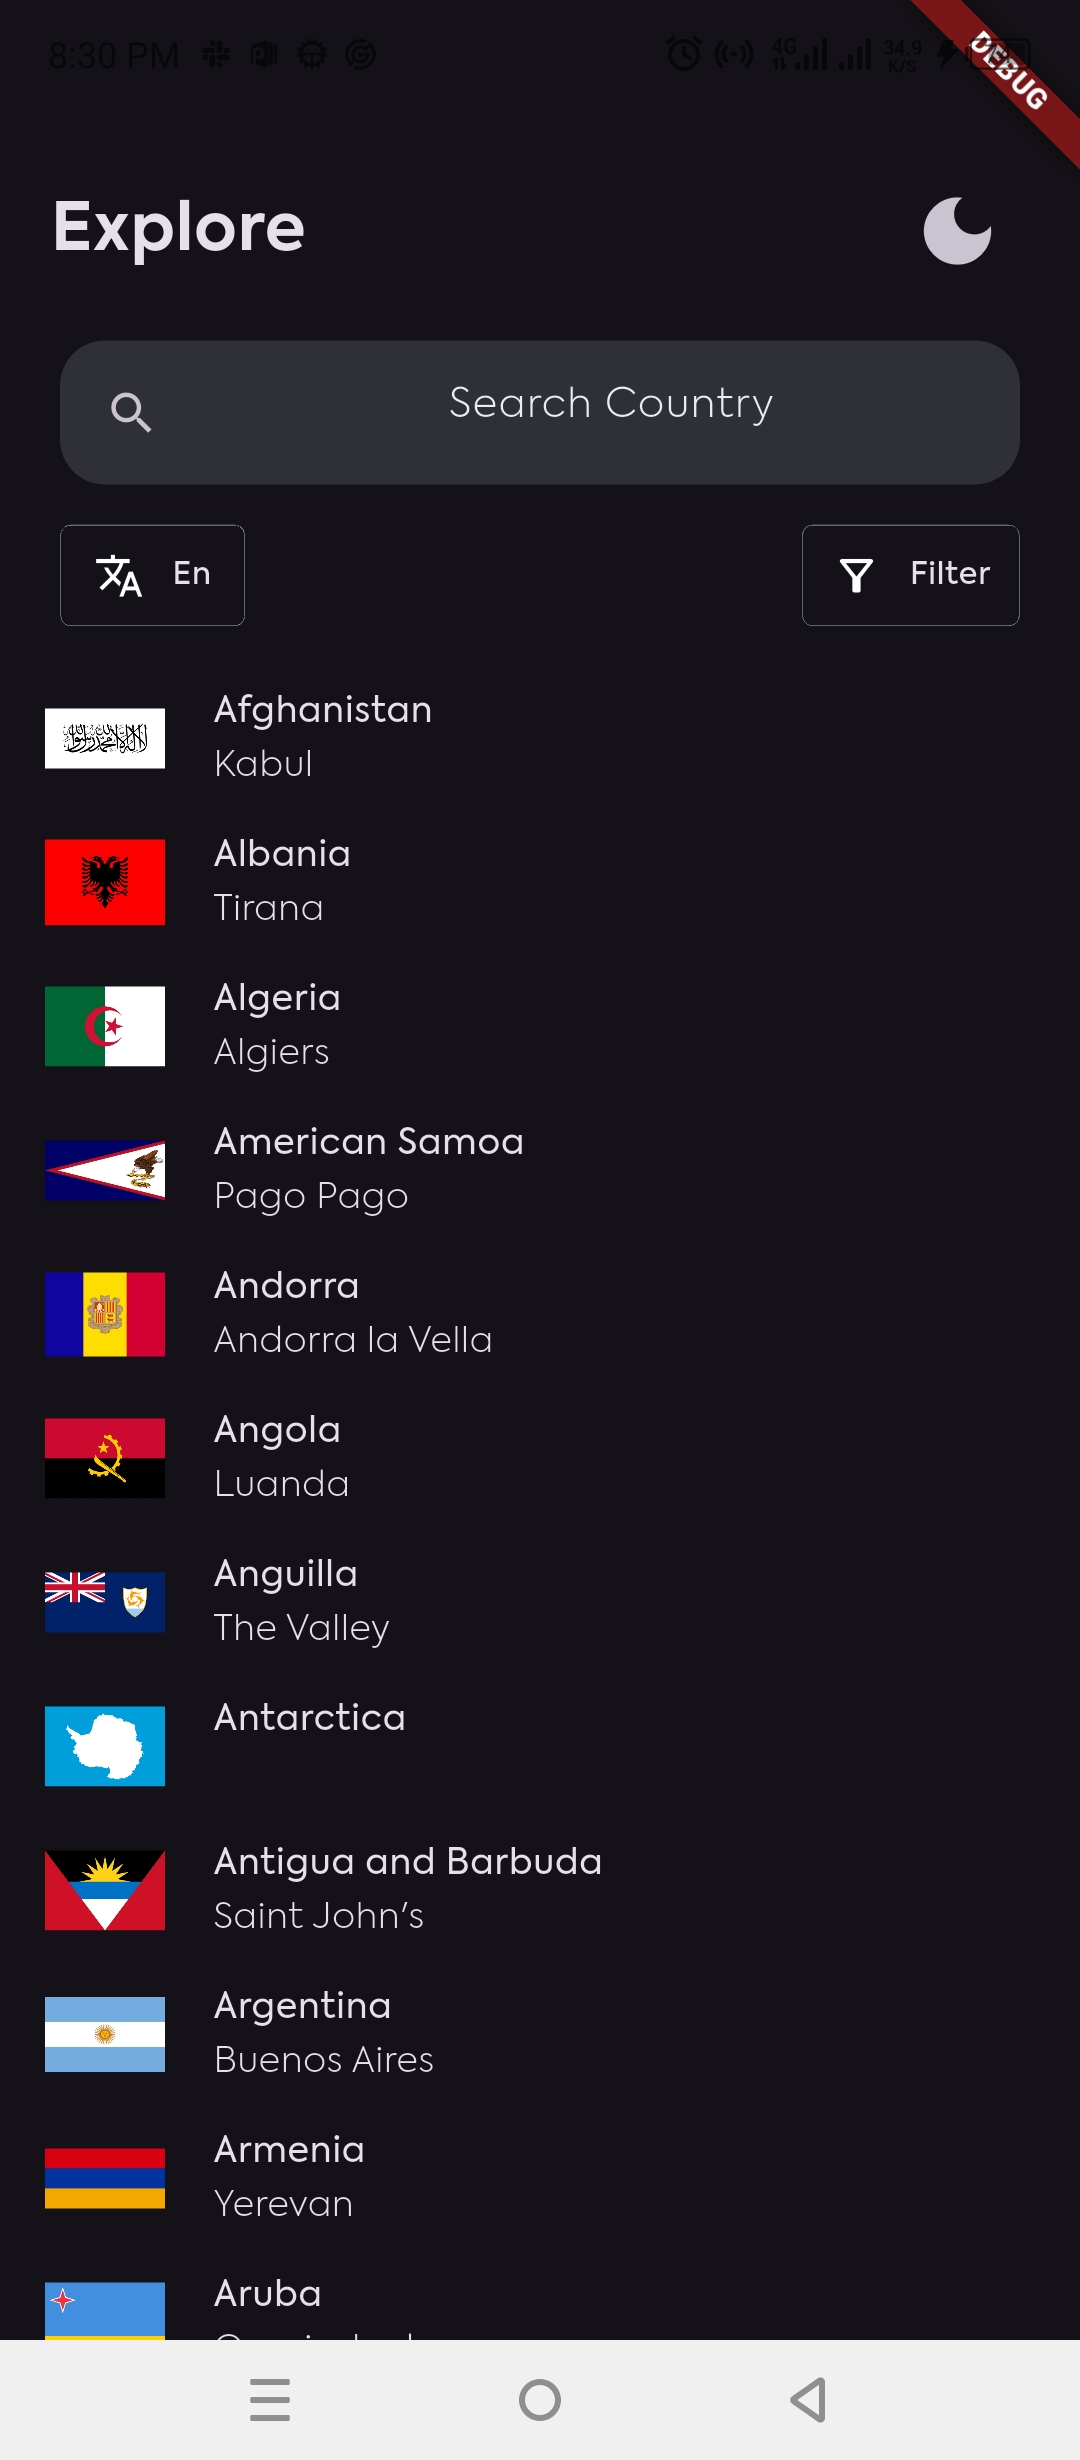 8:30 PM
4G
34.9
K/S
DEBUG
Explore
Search Country
En
Filter
Afghanistan
Kabul
Albania
Tirana
Algeria
Algiers
American Samoa
Pago Pago
Andorra
Andorra la Vella
Angola
Luanda
Anguilla
The Valley
Antarctica
Antigua and Barbuda
Saint John's
Argentina
Buenos Aires
Armenia
Yerevan
Aruba